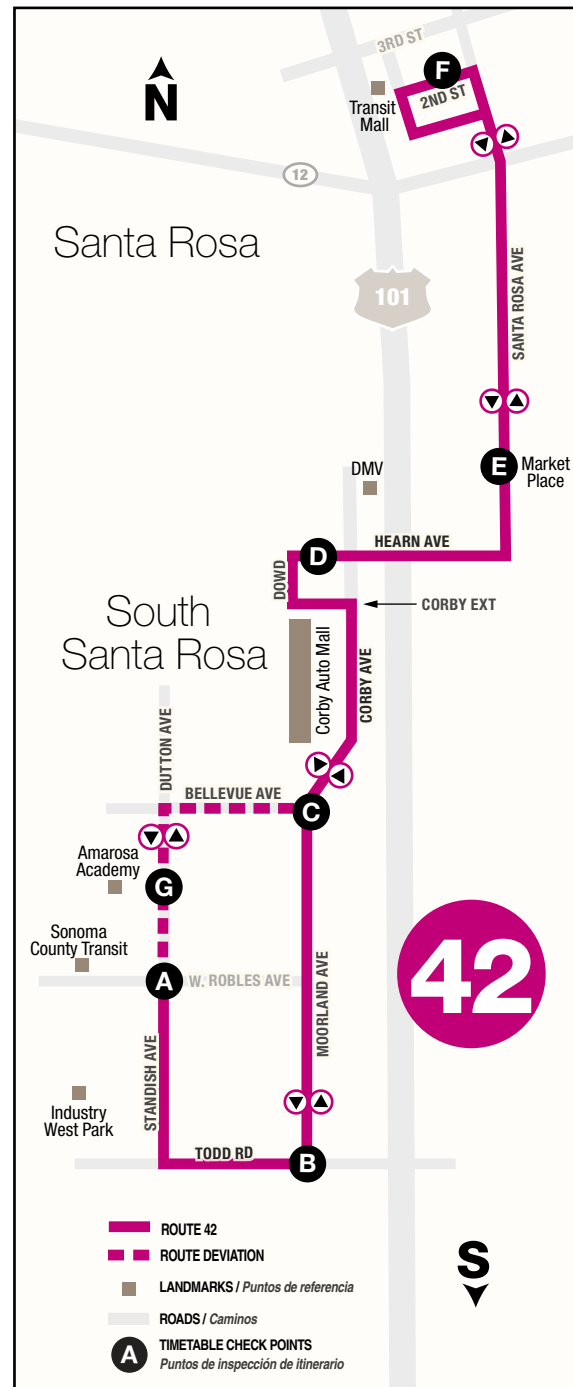 3RD ST
F
2ND ST
N
Transit
Mall
12
Santa Rosa
101
SANTA ROSA AVE
E
Market
Place
DMV
HEARN AVE
D
DOWD
CORBY EXT
South
Santa Rosa
Corby Auto Mall
CORBY AVE
DUTTON AVE
BELLEVUE AVE
C
Amarosa
Academy
G
Sonoma
County Transit
A
W. ROBLES AVE
42
MOORLAND AVE
STANDISH AVE
Industry
West Park
TODD RD
B
ROUTE 42
ROUTE DEVIATION
S
LANDMARKS / Puntos de referencia
ROADS / Caminos
A
TIMETABLE CHECK POINTS
Puntos de inspección de itinerario